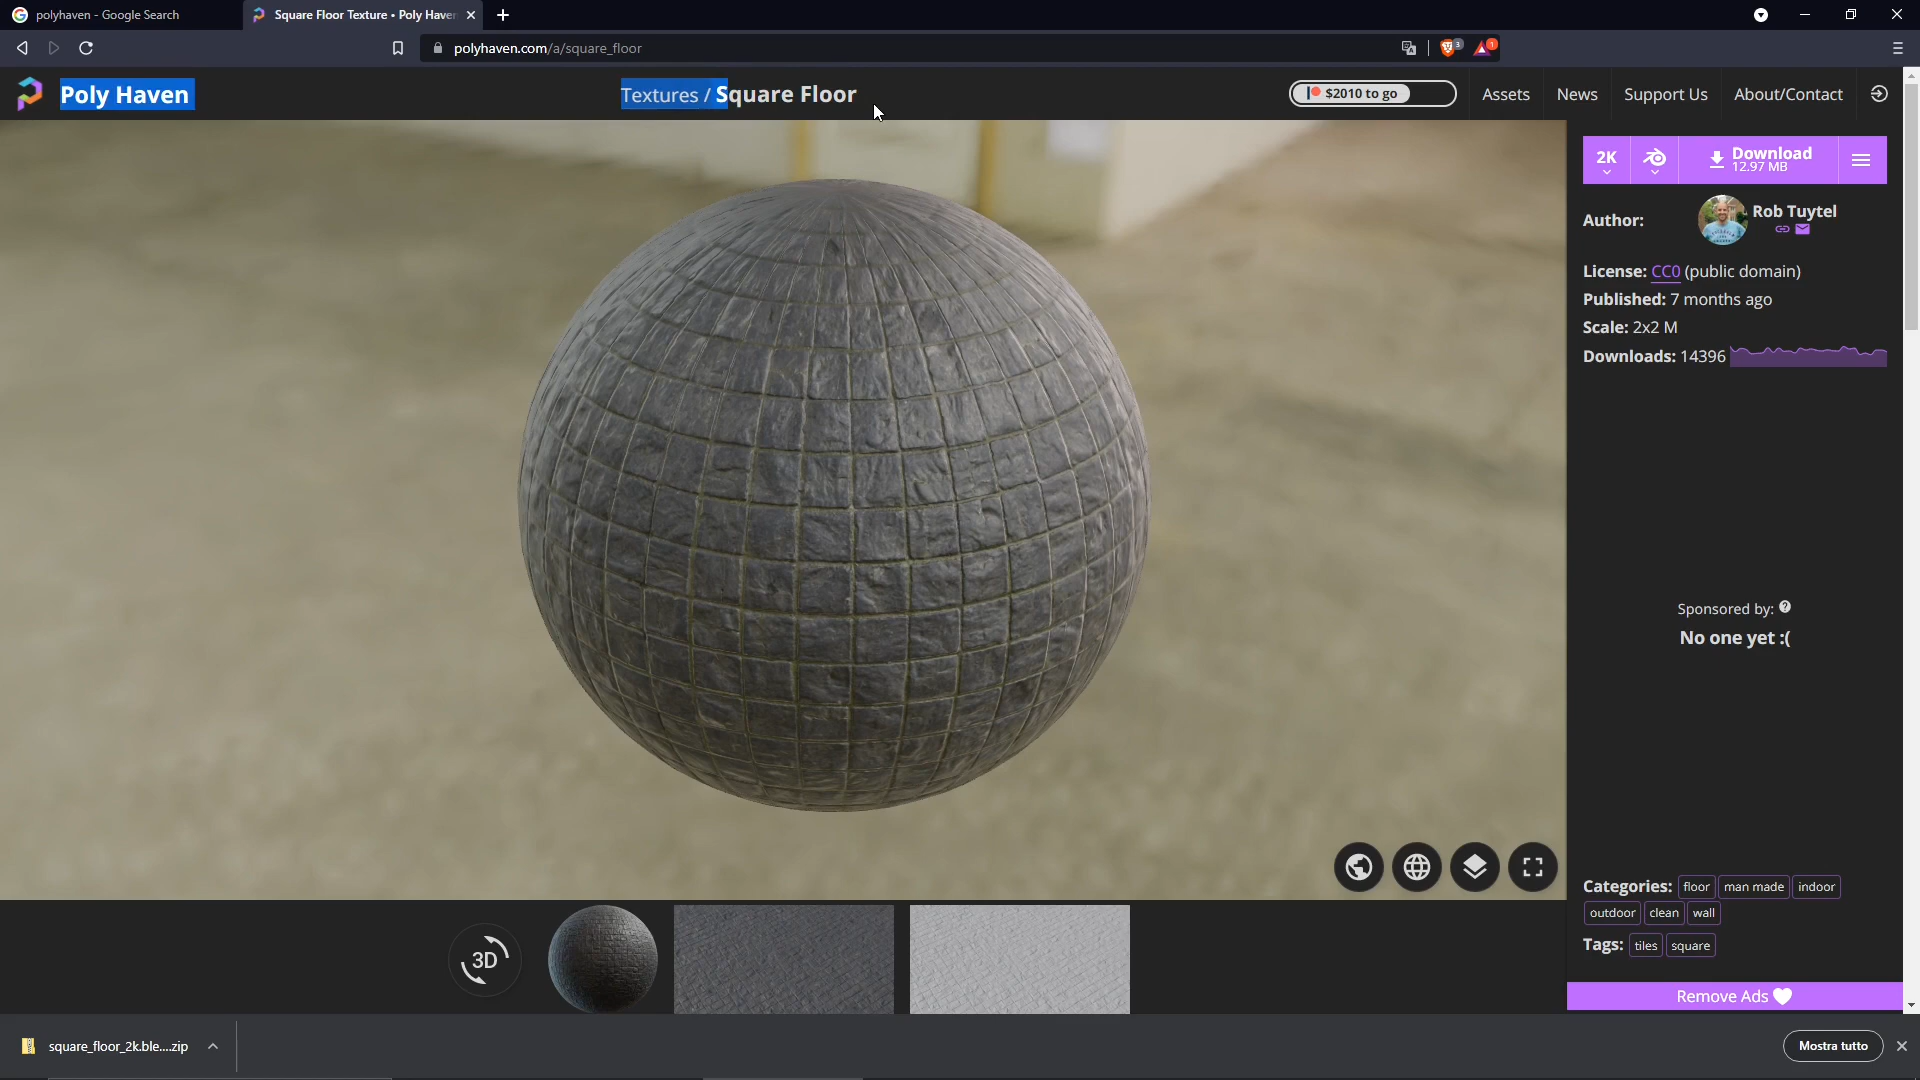 polyhaven - Google Search
Square Floor Texture • Poly Haven
polyhaven.com/a/square_floor
3
1
Poly Haven
Textures / Square Floor
$2010 to go
Assets
News
Support Us
About/Contact
2K
Download
12.97 MB
Author:
Rob Tuytel
License: CC0 (public domain)
Published: 7 months ago
Scale: 2x2 M
Downloads: 14396
Sponsored by:
No one yet :(
Categories: floor man made indoor
outdoor clean wall
Tags: tiles square
3D
Remove Ads
square_floor_2k.ble....zip
Mostra tutto